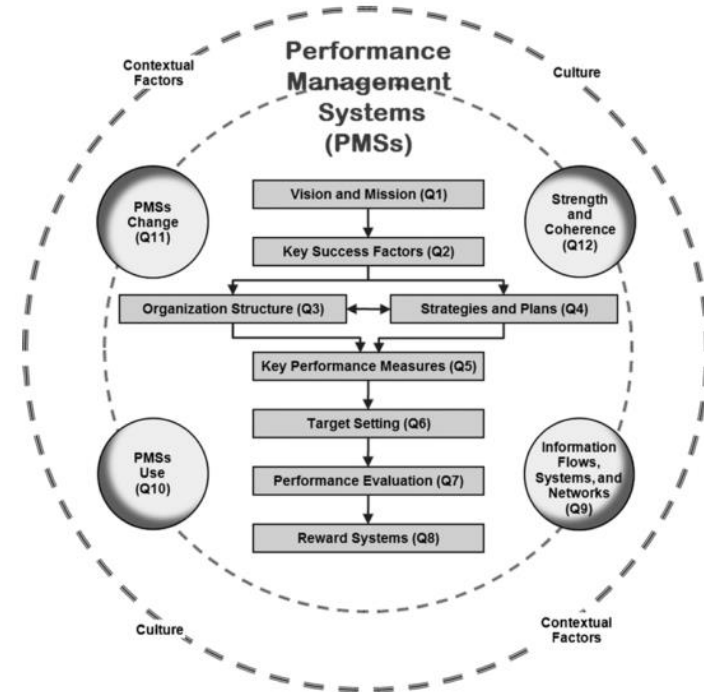 Performance
Management
Systems
(PMSs)
Contextual
Factors
Culture
PMSs
Change
(Q11)
Vision and Mission (Q1)
Strength
and
Coherence
(Q12)
Key Success Factors (Q2)
Organization Structure (Q3)
Strategies and Plans (Q4)
Key Performance Measures (Q5)
Target Setting (Q6)
PMSs
Use
(Q10)
Performance Evaluation (Q7)
Information
Flows,
Systems, and
Networks
(Q9)
Reward Systems (Q8)
Culture
Contextual
Factors